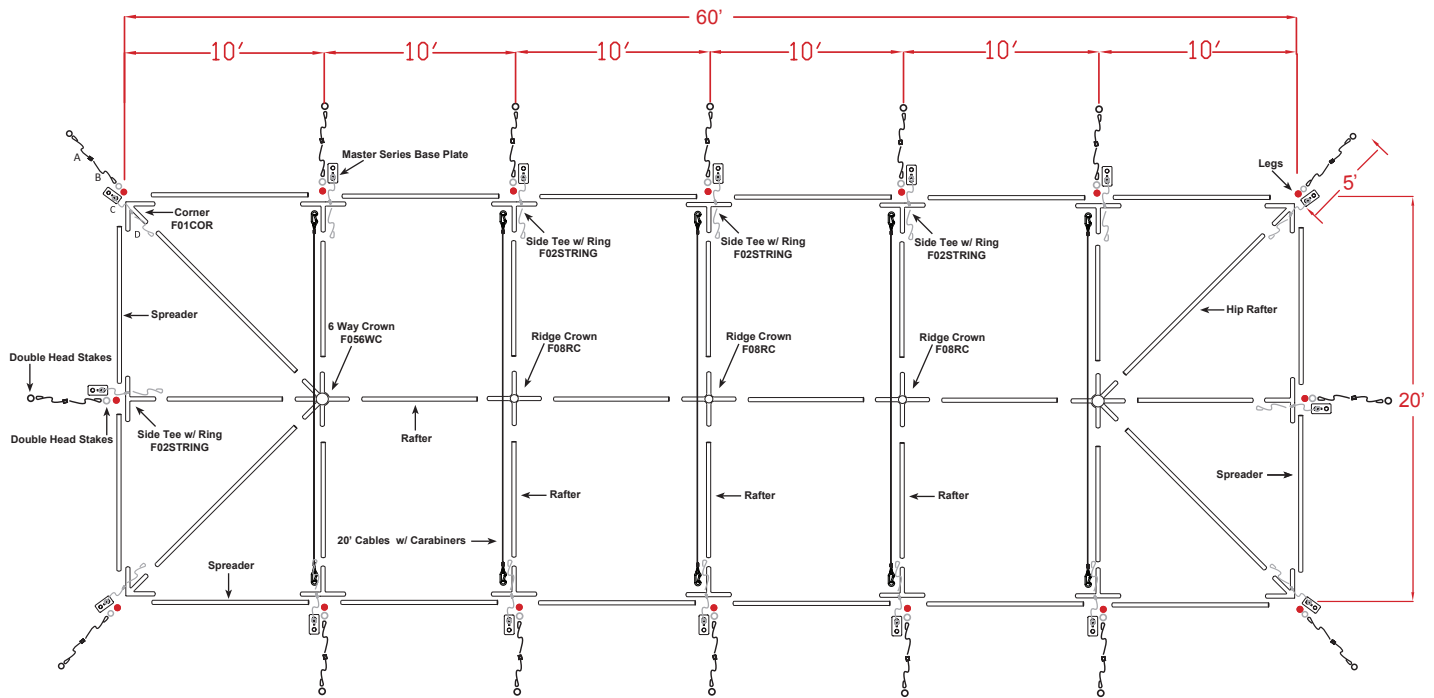 60'
10'
10'
10'
10'
10'
10'
A
B
C
D
Master Series Base Plate
Legs
5'
Corner
F01COR
Side Tee w/ Ring
F02STRING
Side Tee w/ Ring
F02STRING
Side Tee w/ Ring
F02STRING
Spreader
6 Way Crown
F056WC
Ridge Crown
F08RC
Ridge Crown
F08RC
Ridge Crown
F08RC
Hip Rafter
Double Head Stakes
20'
Double Head Stakes
Side Tee w/ Ring
F02STRING
Rafter
Spreader
Rafter
Rafter
Rafter
20' Cables w/ Carabiners
Spreader